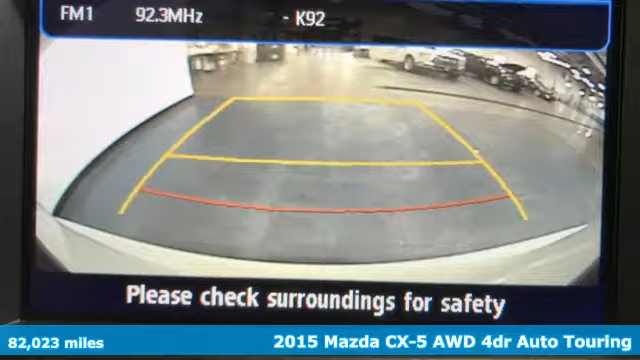 FM1 92.3MHz - K92
Please check surroundings for safety
82,023 miles 2015 Mazda CX-5 AWD 4dr Auto Touring